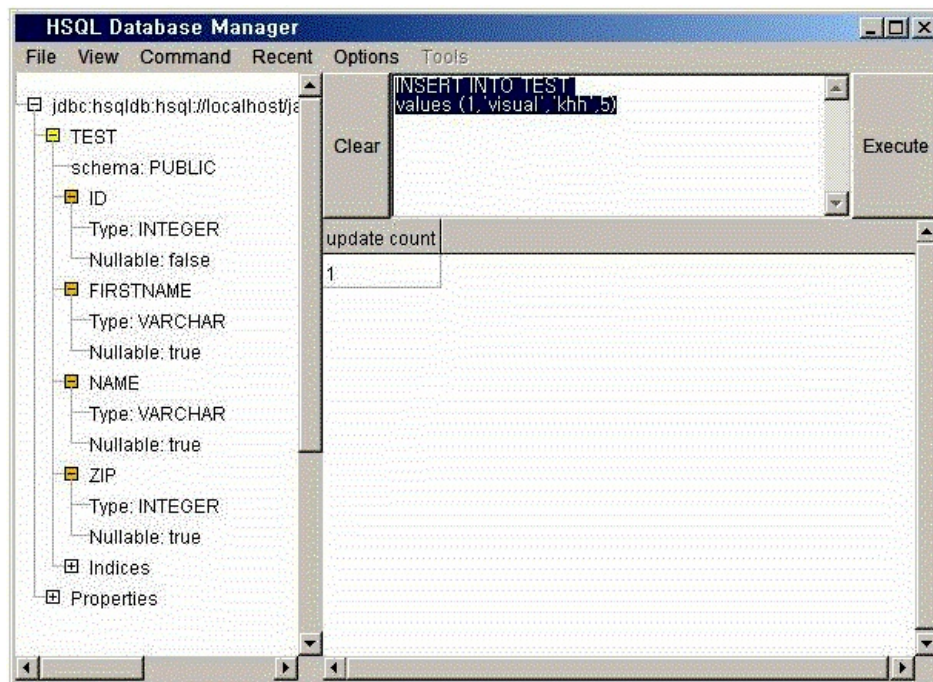 HSQL Database Manager
File View Command Recent Options Tools
jdbc:hsqldb:hsql://localhost/ja
TEST
schema: PUBLIC
ID
Type: INTEGER
Nullable: false
FIRSTNAME
Type: VARCHAR
Nullable: true
NAME
Type: VARCHAR
Nullable: true
ZIP
Type: INTEGER
Nullable: true
Indices
Properties
Clear
INSERT INTO TEST
values (1,'visual','khh',5)
Execute
update count
1